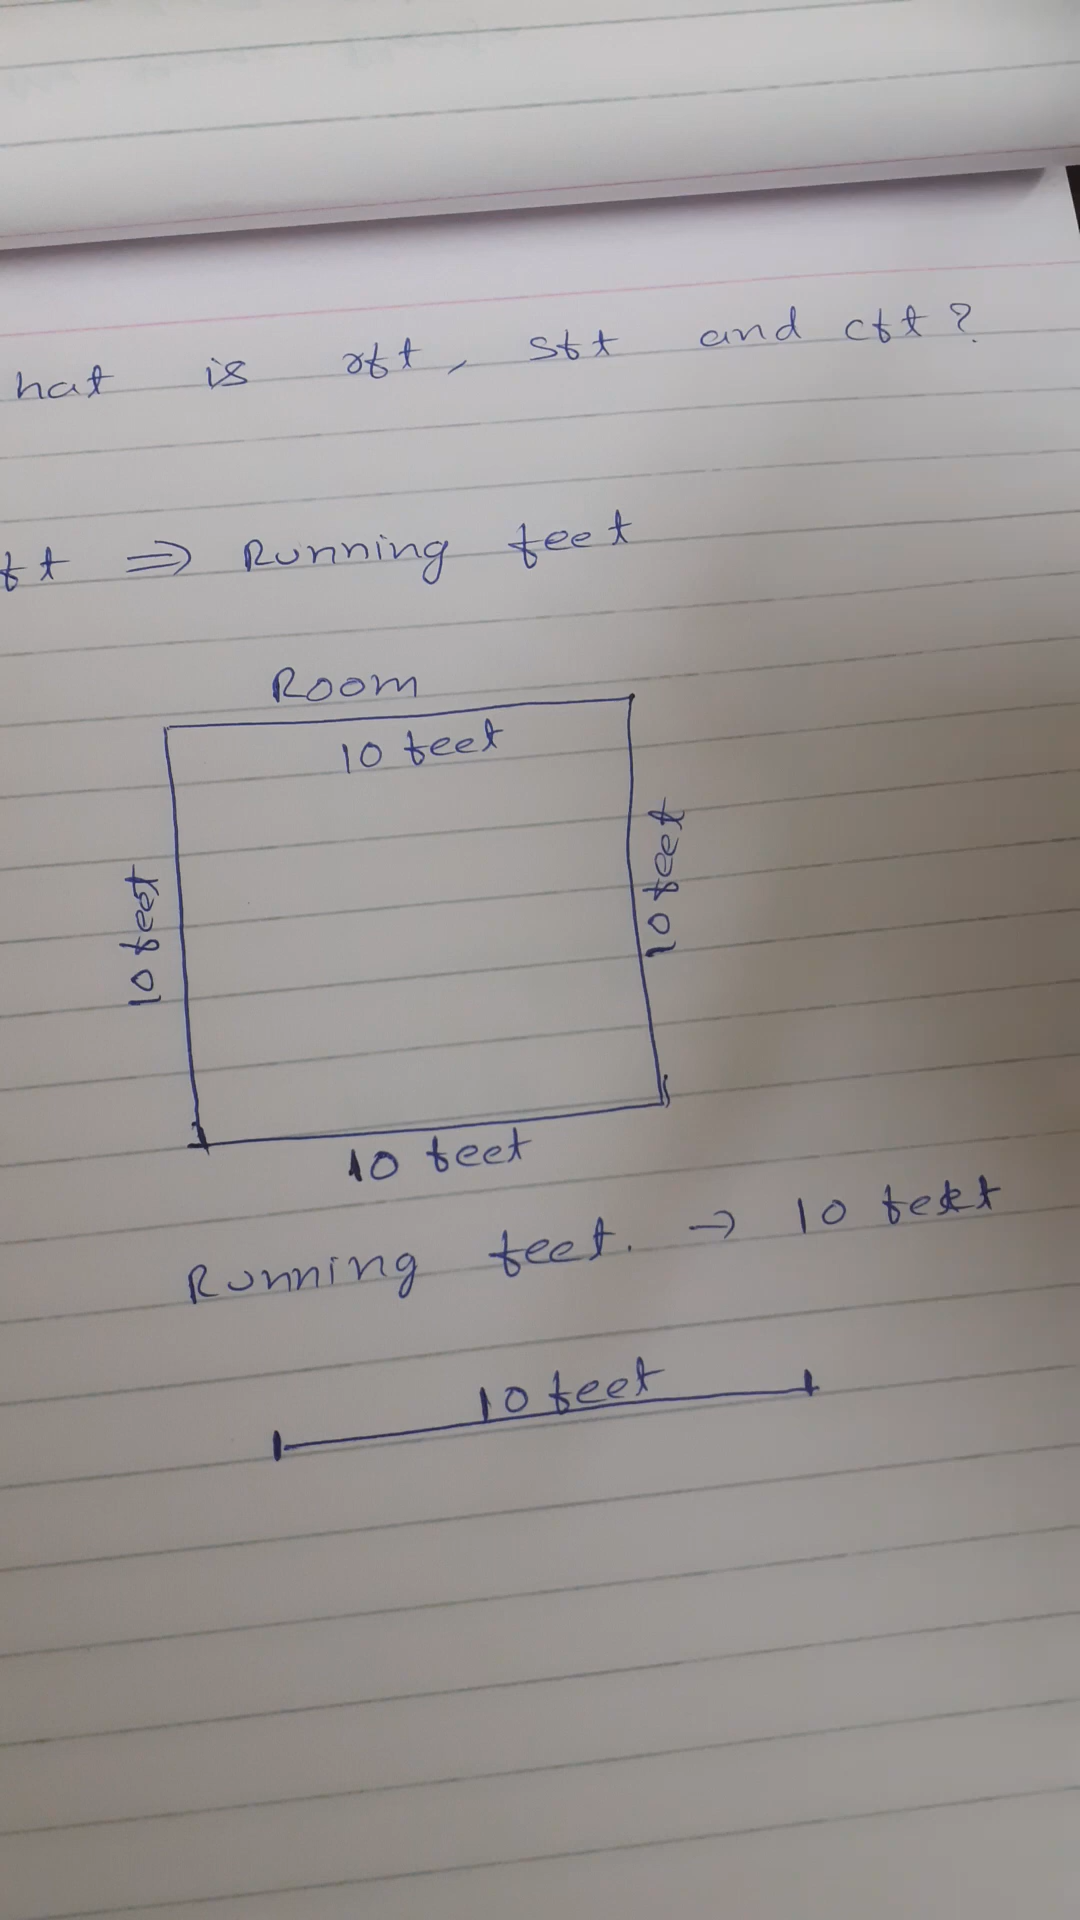 hat is rft, sft and cft?
ft ⇒ Running feet
Room
10 feet
10 feet
10 feet
10 feet
Running feet. → 10 feet
10 feet